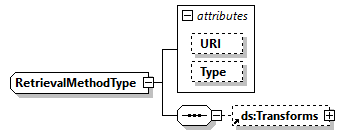 attributes
URI
Type
RetrievalMethodType
ds:Transforms